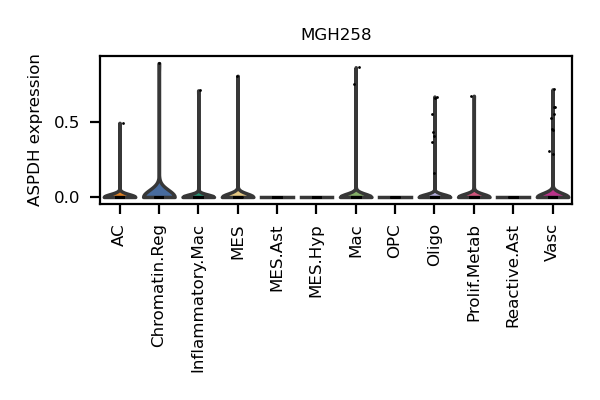 MGH258
ASPDH expression
0.5
0.0
AC
Chromatin.Reg
Inflammatory.Mac
MES
MES.Ast
MES.Hyp
Mac
OPC
Oligo
Prolif.Metab
Reactive.Ast
Vasc